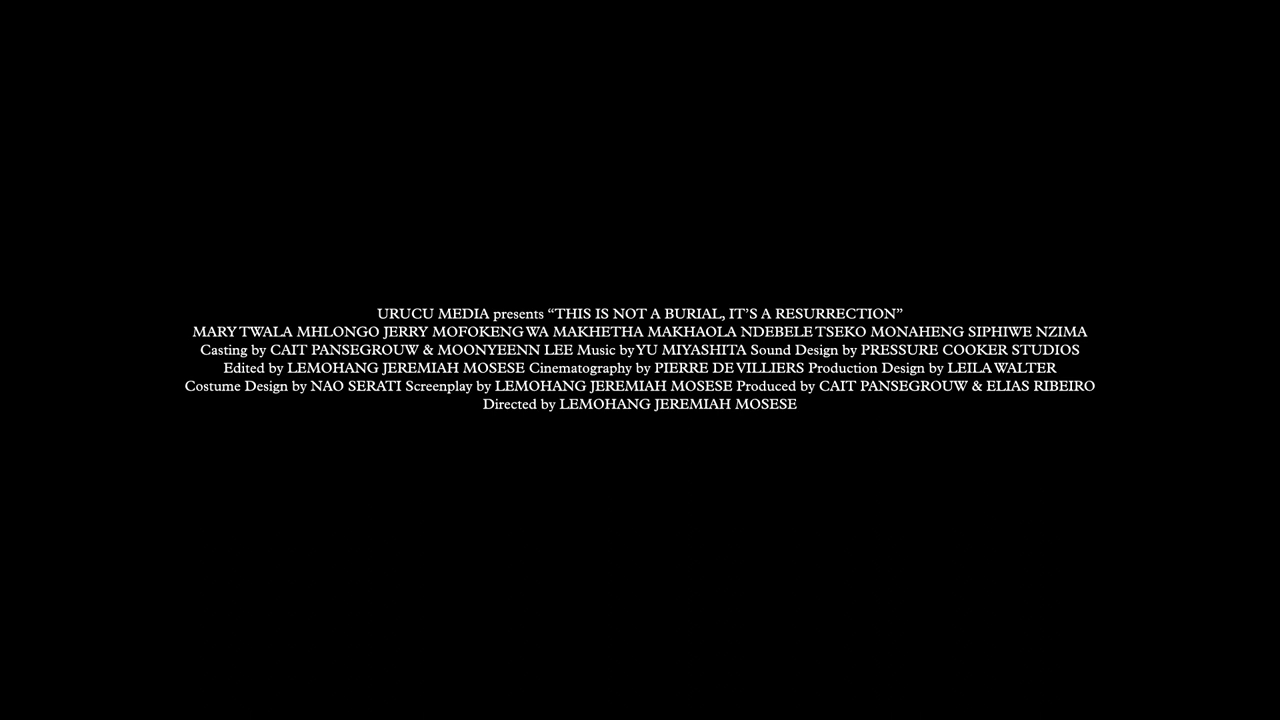 URUCU MEDIA presents “THIS IS NOT A BURIAL, IT’S A RESURRECTION”
MARY TWALA MHLONGO JERRY MOFOKENG WA MAKHETHA MAKHAOLA NDEBELE TSEKO MONAHENG SIPHIWE NZIMA
Casting by CAIT PANSEGROUW & MOONYEENN LEE Music by YU MIYASHITA Sound Design by PRESSURE COOKER STUDIOS
Edited by LEMOHANG JEREMIAH MOSESE Cinematography by PIERRE DE VILLIERS Production Design by LEILA WALTER
Costume Design by NAO SERATI Screenplay by LEMOHANG JEREMIAH MOSESE Produced by CAIT PANSEGROUW & ELIAS RIBEIRO
Directed by LEMOHANG JEREMIAH MOSESE